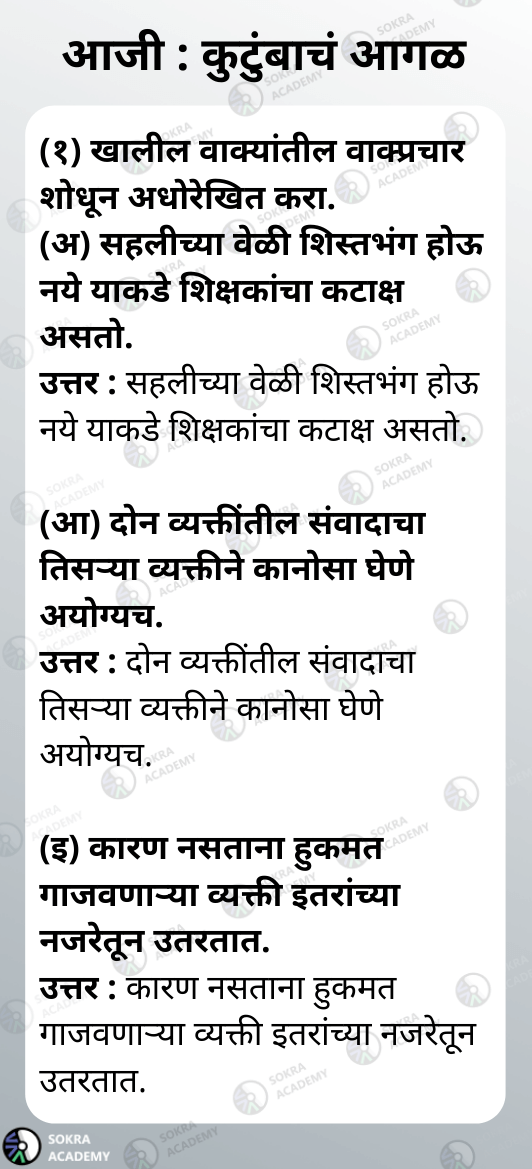 आजी : कुटुंबाचं आगळ
(१) खालील वाक्यांतील वाक्प्रचार
शोधून अधोरेखित करा.
(अ) सहलीच्या वेळी शिस्तभंग होऊ
नये याकडे शिक्षकांचा कटाक्ष
असतो.
उत्तर : सहलीच्या वेळी शिस्तभंग होऊ
नये याकडे शिक्षकांचा कटाक्ष असतो.
(आ) दोन व्यक्तींतील संवादाचा
तिसऱ्या व्यक्तीने कानोसा घेणे
अयोग्यच.
उत्तर : दोन व्यक्तींतील संवादाचा
तिसऱ्या व्यक्तीने कानोसा घेणे
अयोग्यच.
(इ) कारण नसताना हुकमत
गाजवणाऱ्या व्यक्ती इतरांच्या
नजरेतून उतरतात.
उत्तर : कारण नसताना हुकमत
गाजवणाऱ्या व्यक्ती इतरांच्या नजरेतून
उतरतात.
SOKRA
ACADEMY